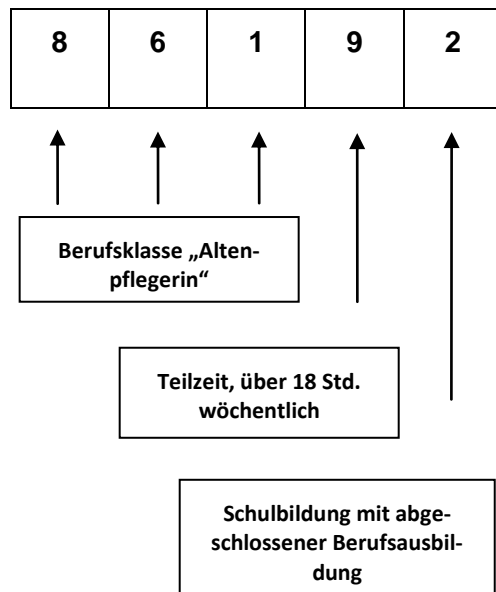 8 6 1 9 2
Berufsklasse „Alten-
pflegerin“
Teilzeit, über 18 Std.
wöchentlich
Schulbildung mit abge-
schlossener Berufsausbil-
dung